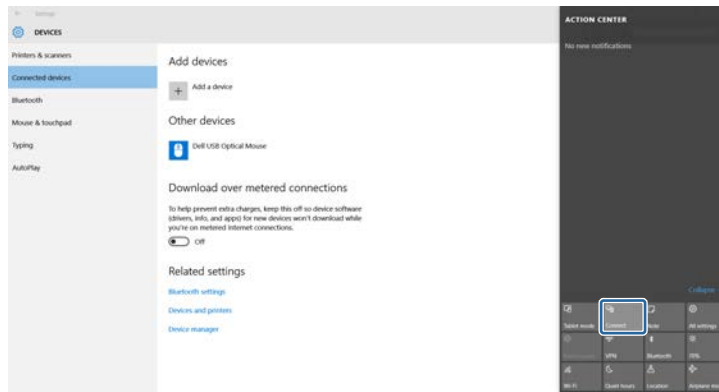 Settings
DEVICES
Printers & scanners
Connected devices
Bluetooth
Mouse & touchpad
Typing
AutoPlay
Add devices
+ Add a device
Other devices
Dell USB Optical Mouse
Download over metered connections
To help prevent extra charges, keep this off so device software
(drivers, info, and apps) for new devices won't download while
you're on metered Internet connections.
Off
Related settings
Bluetooth settings
Devices and printers
Device manager
ACTION CENTER
No new notifications
Collapse
Tablet mode Connect Note All settings
VPN Bluetooth 70%
Wi-Fi Quiet hours Location Airplane mo